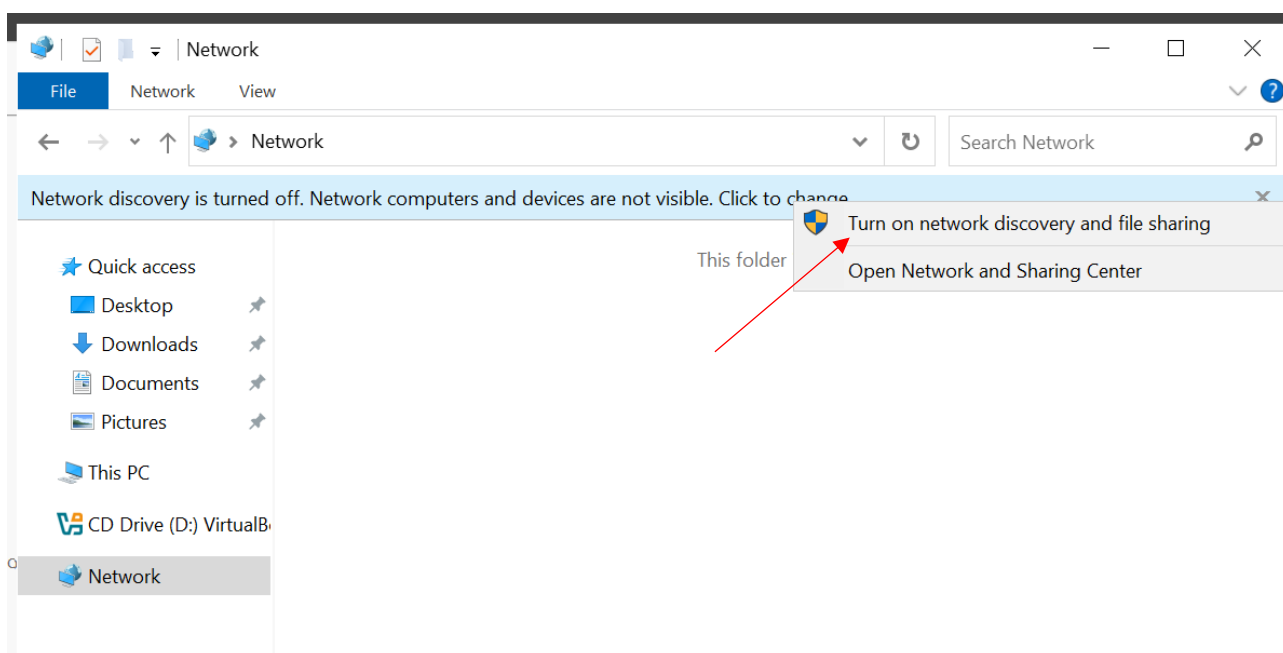 Network
File Network View
Network
Search Network
Network discovery is turned off. Network computers and devices are not visible. Click to change
Turn on network discovery and file sharing
This folder
Open Network and Sharing Center
Quick access
Desktop
Downloads
Documents
Pictures
This PC
CD Drive (D:) VirtualB
Network